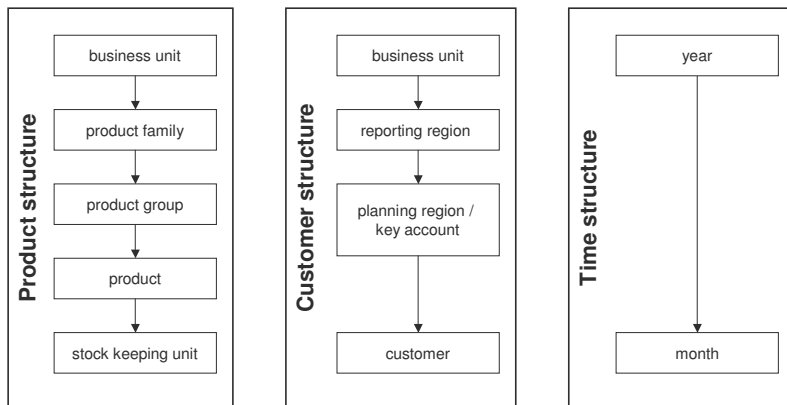 Product structure
business unit
product family
product group
product
stock keeping unit
Customer structure
business unit
reporting region
planning region /
key account
customer
Time structure
year
month